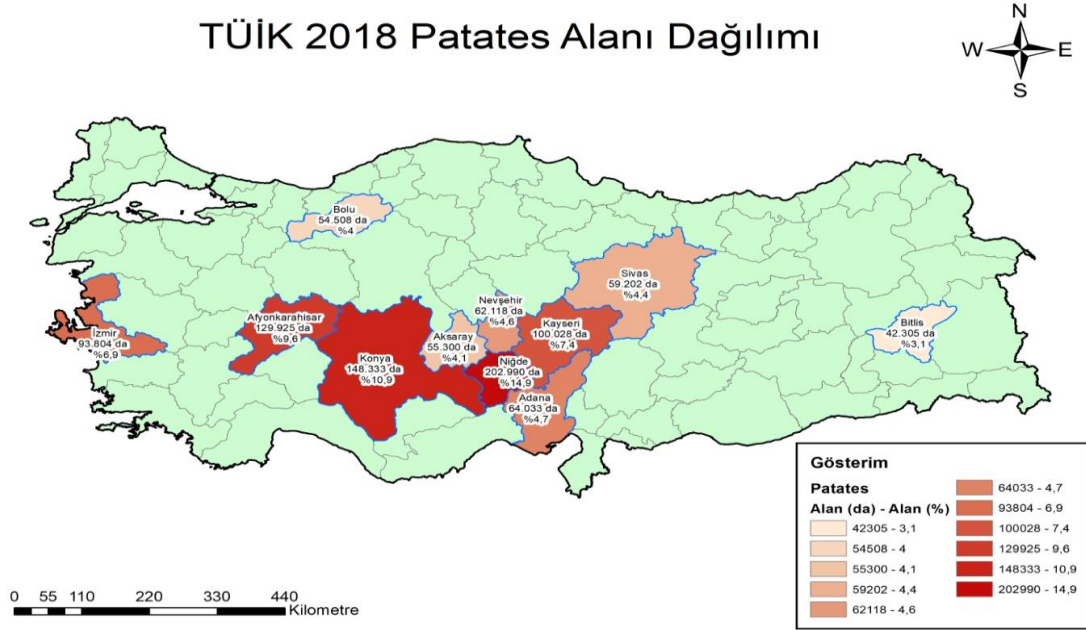 TÜİK 2018 Patates Alanı Dağılımı
N
W E
S
Bolu
54.508 da
%4
Sivas
59.202 da
%4,4
Nevşehir
62.118 da
%4,6
Afyonkarahisar
129.925 da
%9,6
Kayseri
100.028 da
%7,4
Bitlis
42.305 da
%3,1
İzmir
93.804 da
%6,9
Aksaray
55.300 da
%4,1
Konya
148.333 da
%10,9
Niğde
202.990 da
%14,9
Adana
64.033 da
%4,7
Gösterim
Patates
Alan (da) - Alan (%)
42305 - 3,1
54508 - 4
55300 - 4,1
59202 - 4,4
62118 - 4,6
64033 - 4,7
93804 - 6,9
100028 - 7,4
129925 - 9,6
148333 - 10,9
202990 - 14,9
0 55 110 220 330 440
Kilometre